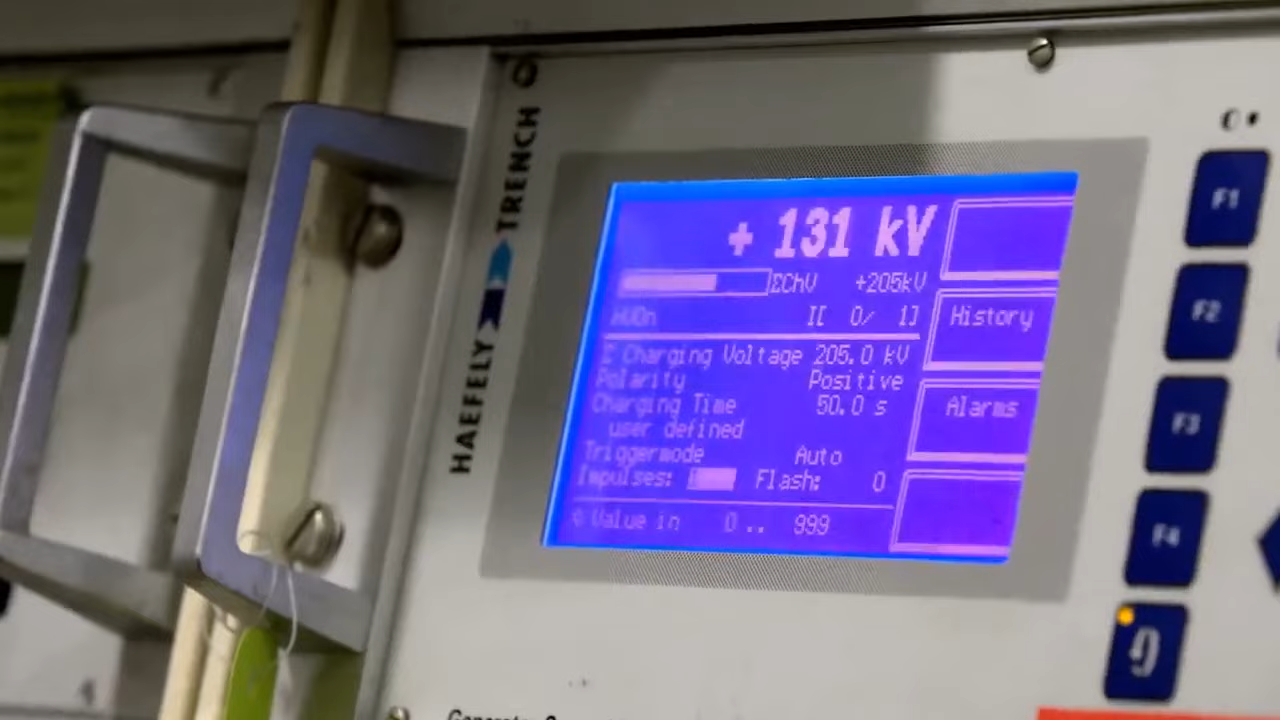 HAEFELY TRENCH
+ 131 kV
ΣChV +205kV
HVOn I[ 0/ 1]
Σ Charging Voltage 205.0 kV
Polarity Positive
Charging Time 50.0 s
user defined
Triggermode Auto
Impulses: Flash: 0
Value in 0.. 999
History
Alarms
F1
F2
F3
F4